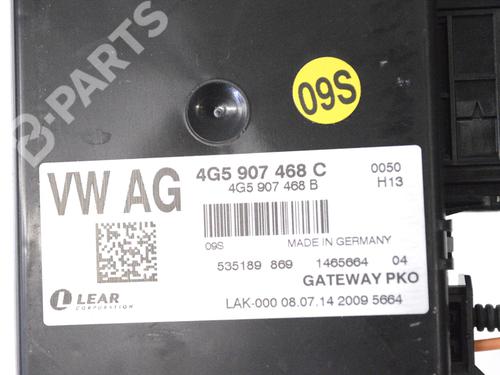 B-PARTS
09S
VW AG
4G5 907 468 C
4G5 907 468 B
0050
H13
09S
MADE IN GERMANY
535189 869
1465664
04
GATEWAY PKO
LEAR
CORPORATION
LAK-000 08.07.14 2009 5664